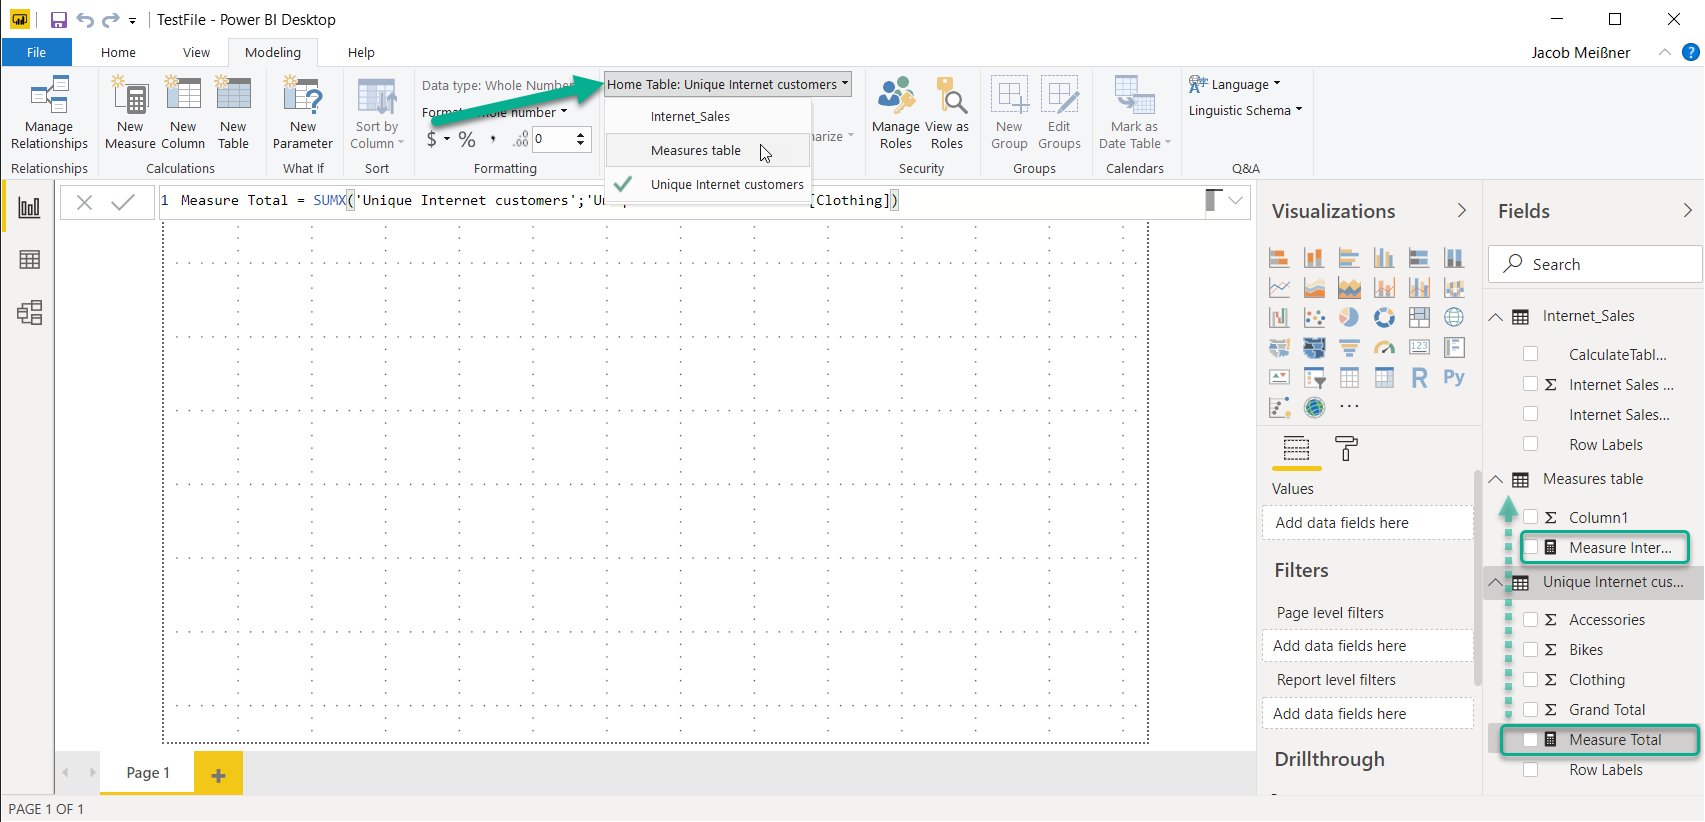 TestFile - Power BI Desktop
File
Home
View
Modeling
Help
Jacob Meißner
?
Manage
Relationships
Relationships
New
Measure
New
Column
New
Table
Calculations
New
Parameter
What If
Sort by
Column
Sort
Data type: Whole Number
$ % , .00 0
Formatting
Home Table: Unique Internet customers
Internet_Sales
Measures table
Unique Internet customers
Manage
Roles
View as
Roles
Security
New
Group
Edit
Groups
Groups
Mark as
Date Table
Calendars
Language
Linguistic Schema
Q&A
1 Measure Total = SUMX('Unique Internet customers';'U [Clothing])
Visualizations
123
R
Py
...
Values
Add data fields here
Filters
Page level filters
Add data fields here
Report level filters
Add data fields here
Drillthrough
Fields
Search
Internet_Sales
CalculateTabl...
Σ Internet Sales ...
Internet Sales...
Row Labels
Measures table
Σ Column1
Measure Inter...
Unique Internet cus...
Σ Accessories
Σ Bikes
Σ Clothing
Σ Grand Total
Measure Total
Row Labels
Page 1
+
PAGE 1 OF 1